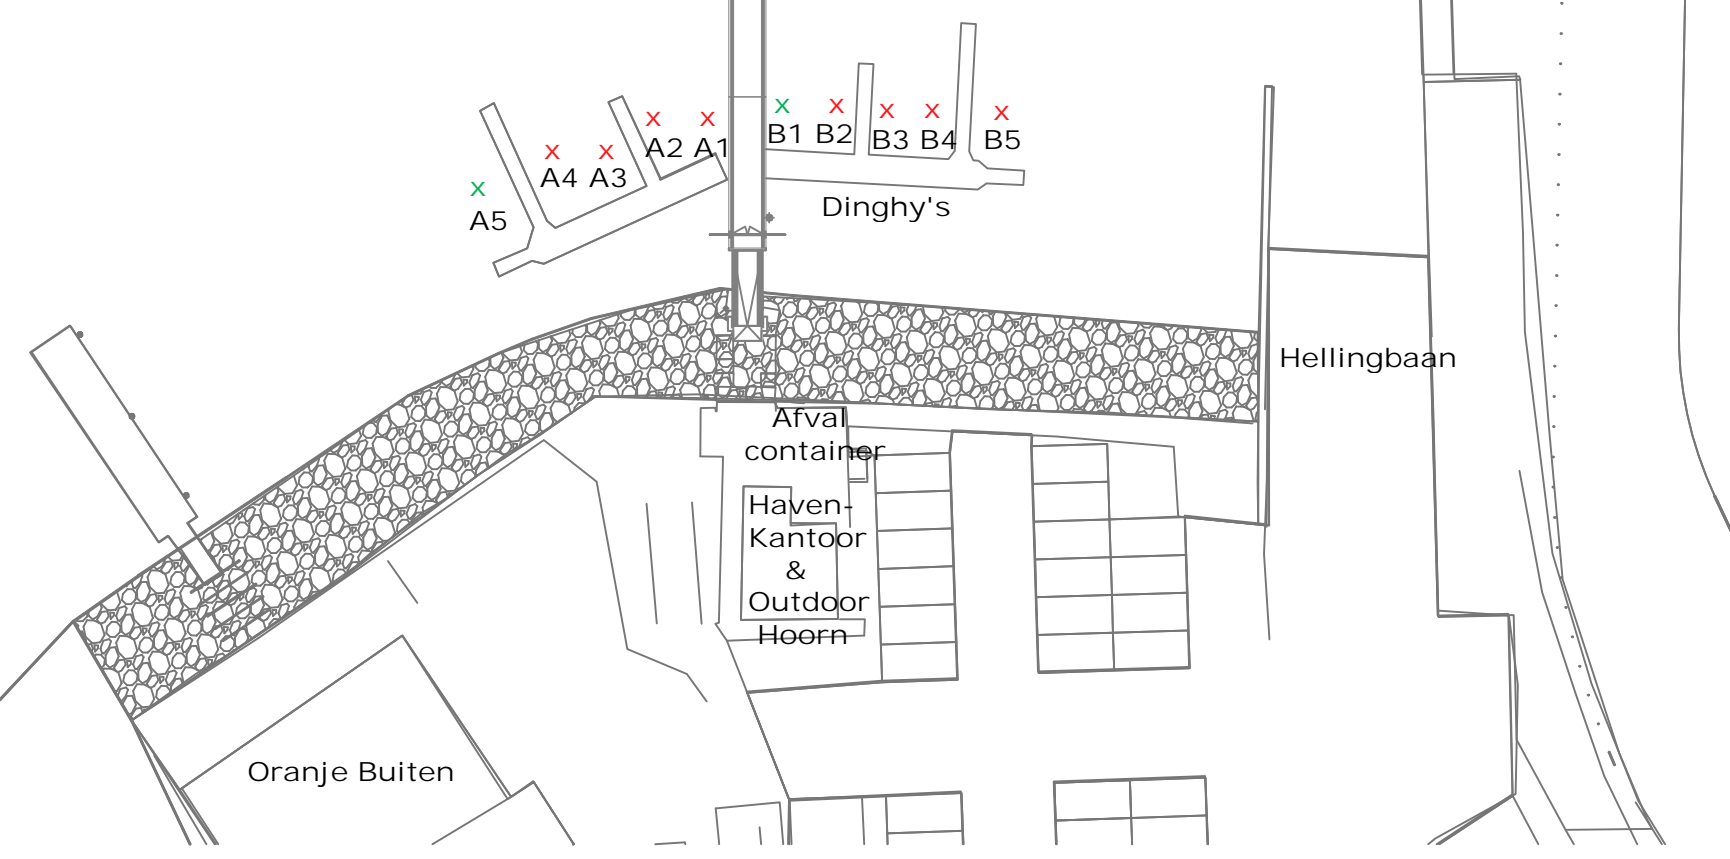 x x x x x x x
A2 A1 B1 B2 B3 B4 B5
x x
A4 A3
x
A5
Dinghy's
Hellingbaan
Afval
container
Haven-
Kantoor
&
Outdoor
Hoorn
Oranje Buiten